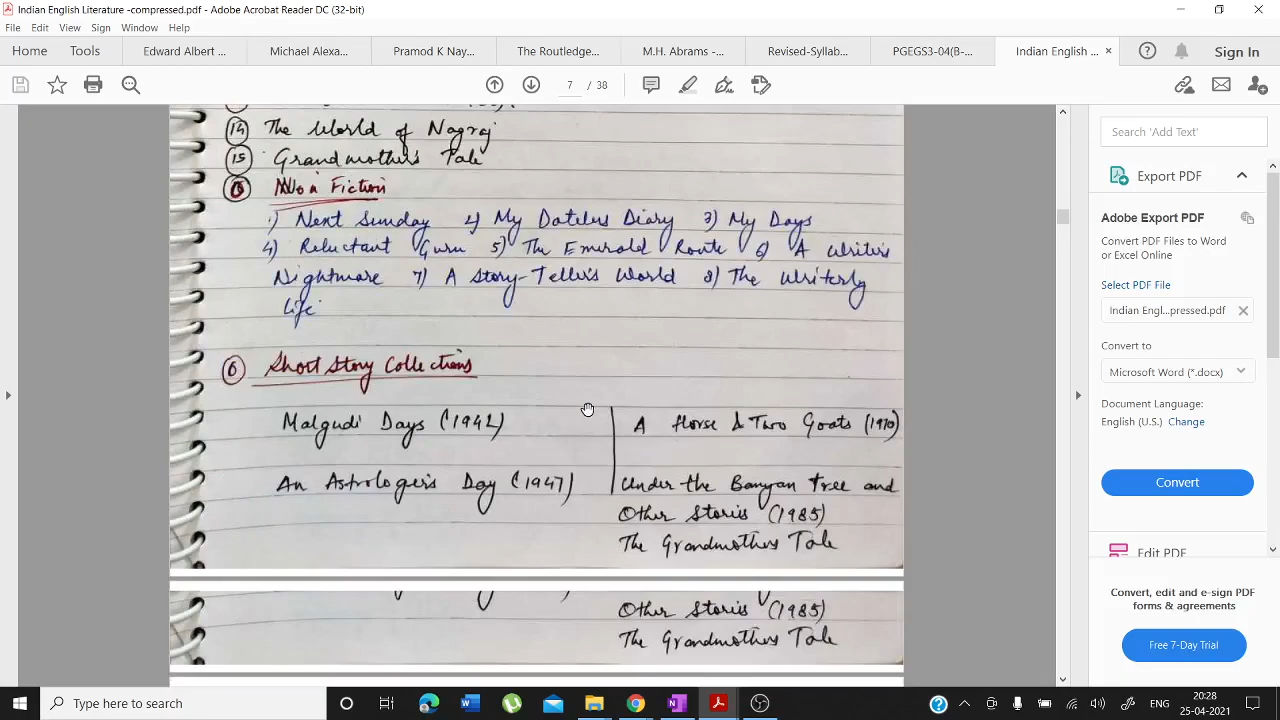 Indian English Literature -compressed.pdf - Adobe Acrobat Reader DC (32-bit)
File Edit View Sign Window Help
Home Tools Edward Albert ... Michael Alexa... Pramod K Nay... The Routledge... M.H. Abrams -... Revised-Syllab... PGEGS3-04(B-... Indian English ... × Sign In
7 / 38
14 The World of Nagraj
15 Grandmother's Tale
Non Fiction
1) Next Sunday 2) My Dateless Diary 3) My Days
4) Reluctant Guru 5) The Emerald Route 6) A Writer's
Nightmare 7) A Story-Teller's World 8) The Writerly
Life
6 Short Story Collections
Malgudi Days (1942)
A Horse & Two Goats (1970)
An Astrologer's Day (1947)
Under the Banyan Tree and
Other Stories (1985)
The Grandmothers Tale
Other Stories (1985)
The Grandmothers Tale
Search 'Add Text'
Export PDF
Adobe Export PDF
Convert PDF Files to Word
or Excel Online
Select PDF File
Indian Engl...pressed.pdf
Convert to
Microsoft Word (*.docx)
Document Language:
English (U.S.) Change
Convert
Edit PDF
Convert, edit and e-sign PDF
forms & agreements
Free 7-Day Trial
Type here to search
ENG
20:28
25-04-2021